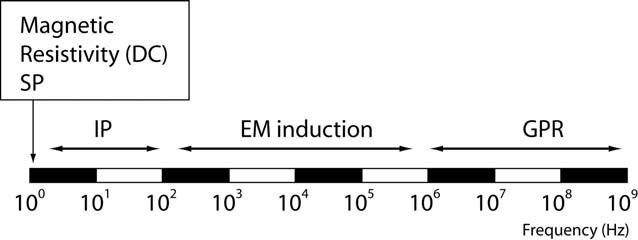 Magnetic
Resistivity (DC)
SP
IP EM induction GPR
10⁰ 10¹ 10² 10³ 10⁴ 10⁵ 10⁶ 10⁷ 10⁸ 10⁹
Frequency (Hz)